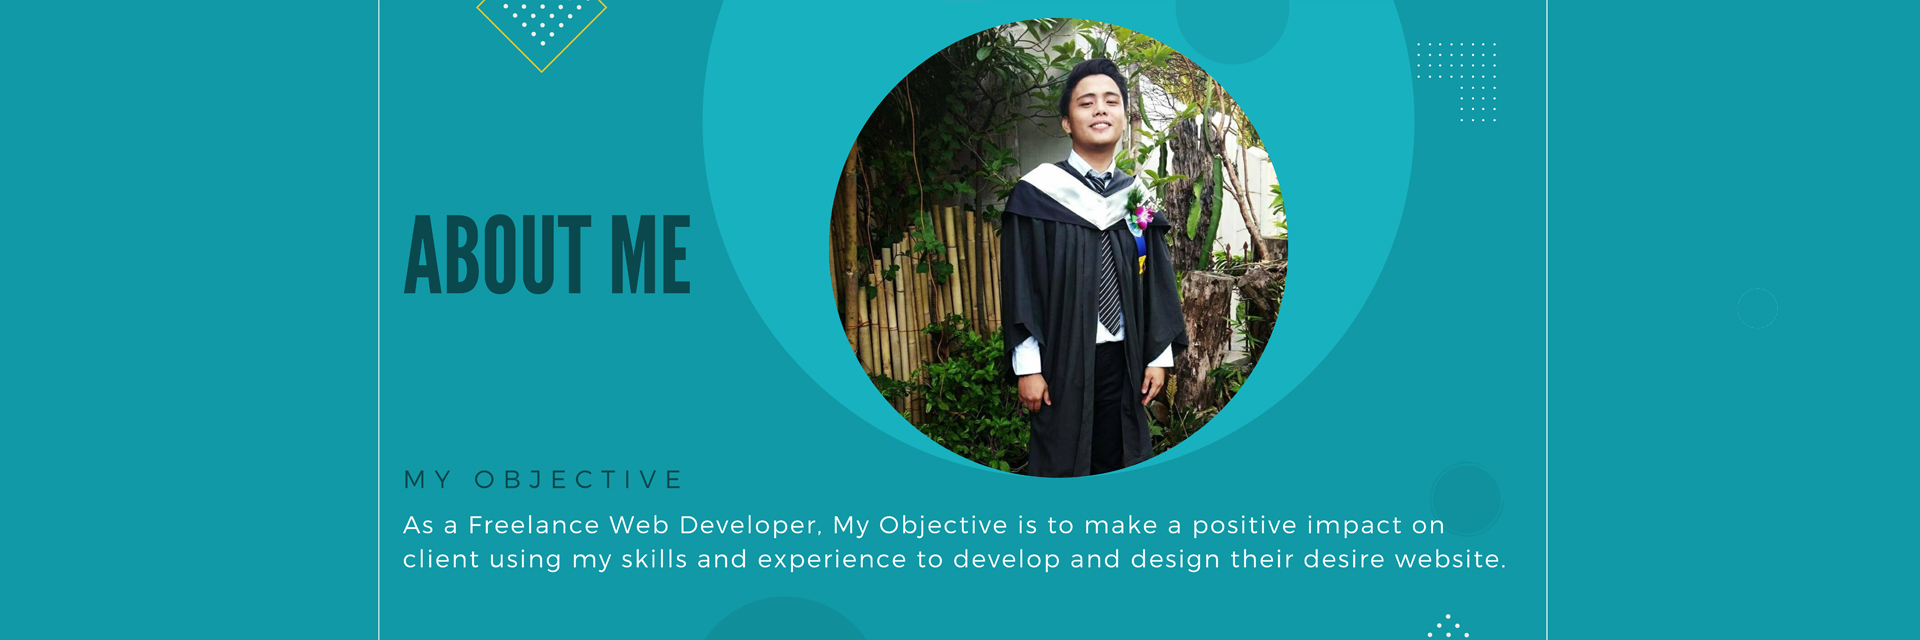 ABOUT ME
MY OBJECTIVE
As a Freelance Web Developer, My Objective is to make a positive impact on
client using my skills and experience to develop and design their desire website.